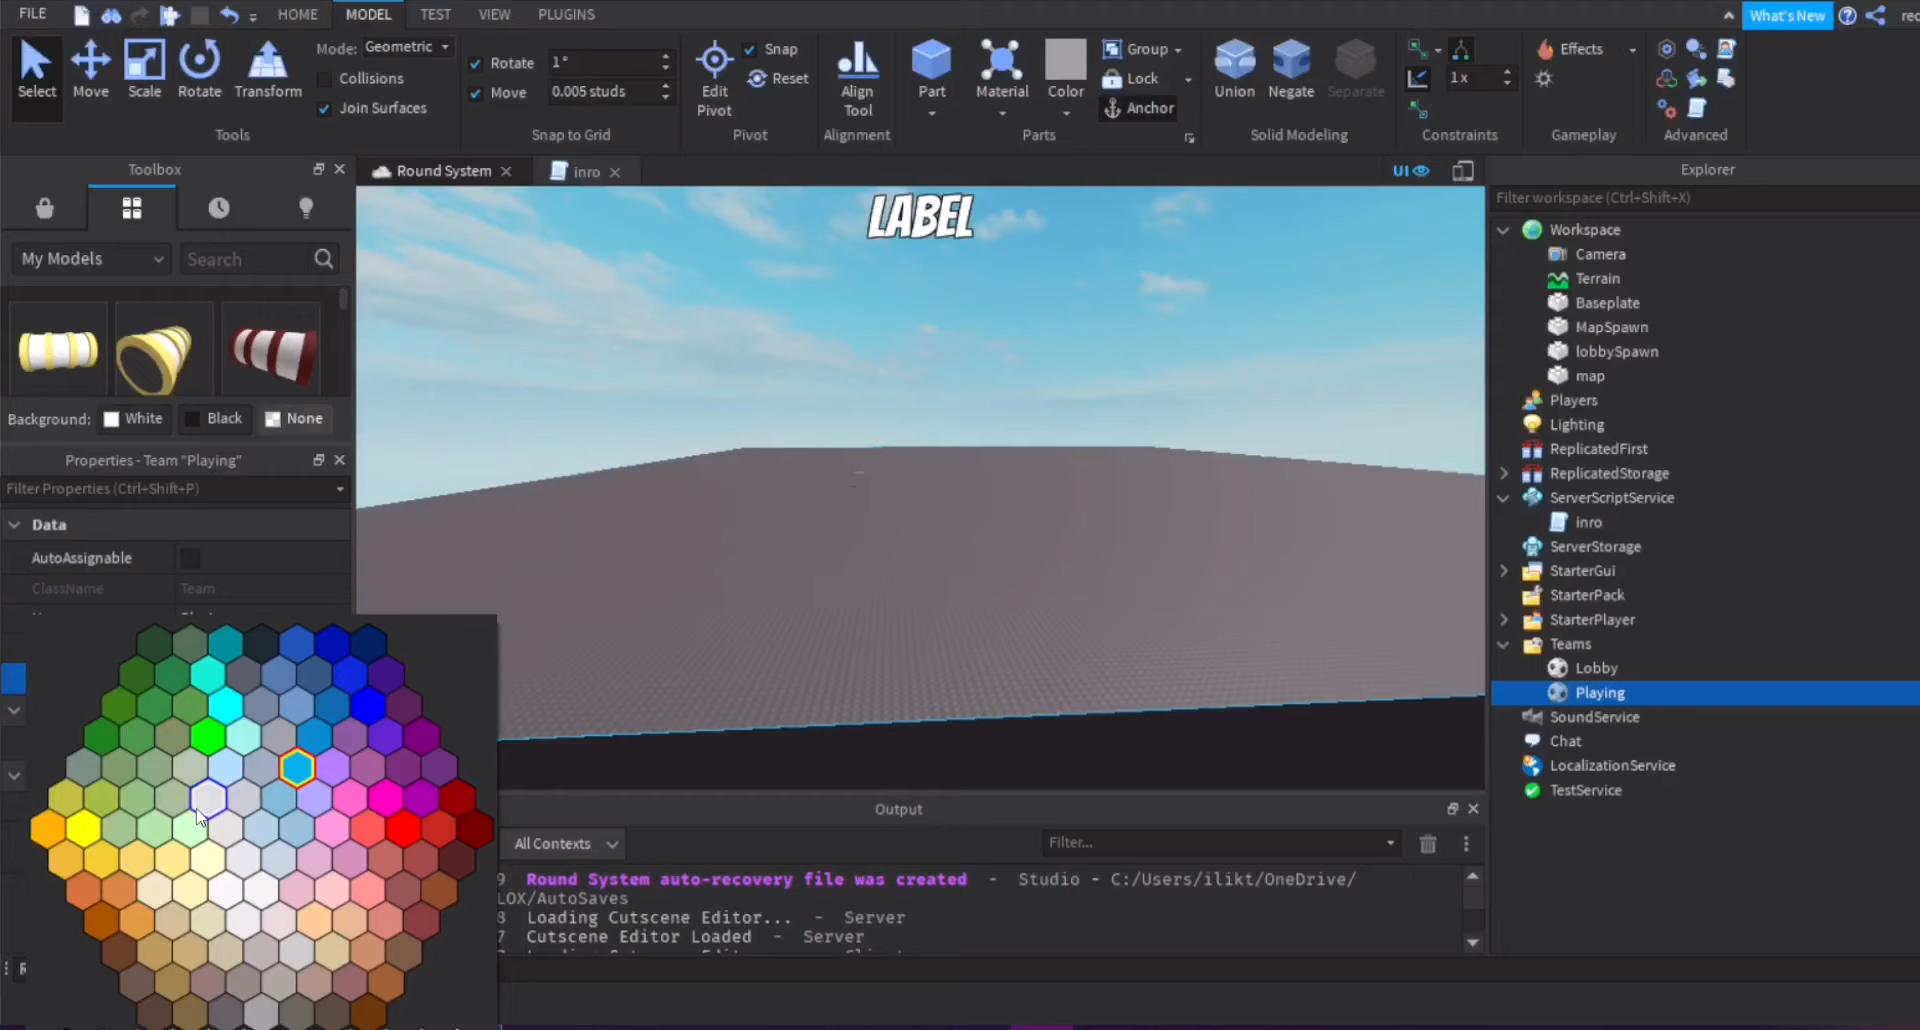 FILE
HOME
MODEL
TEST
VIEW
PLUGINS
What's New
Select
Move
Scale
Rotate
Transform
Mode: Geometric
Collisions
Join Surfaces
Tools
Rotate 1°
Move 0.005 studs
Snap to Grid
Edit
Pivot
Snap
Reset
Pivot
Align
Tool
Alignment
Part
Material
Color
Group
Lock
Anchor
Parts
Union
Negate
Separate
Solid Modeling
1 x
Constraints
Effects
Gameplay
Advanced
Toolbox
My Models
Search
Background:
White
Black
None
Properties - Team "Playing"
Filter Properties (Ctrl+Shift+P)
Data
AutoAssignable
ClassName Team
Round System
inro
UI
LABEL
Output
All Contexts
Filter...
9 Round System auto-recovery file was created - Studio - C:/Users/ilikt/OneDrive/
LOX/AutoSaves
8 Loading Cutscene Editor... - Server
7 Cutscene Editor Loaded - Server
Explorer
Filter workspace (Ctrl+Shift+X)
Workspace
Camera
Terrain
Baseplate
MapSpawn
lobbySpawn
map
Players
Lighting
ReplicatedFirst
ReplicatedStorage
ServerScriptService
inro
ServerStorage
StarterGui
StarterPack
StarterPlayer
Teams
Lobby
Playing
SoundService
Chat
LocalizationService
TestService